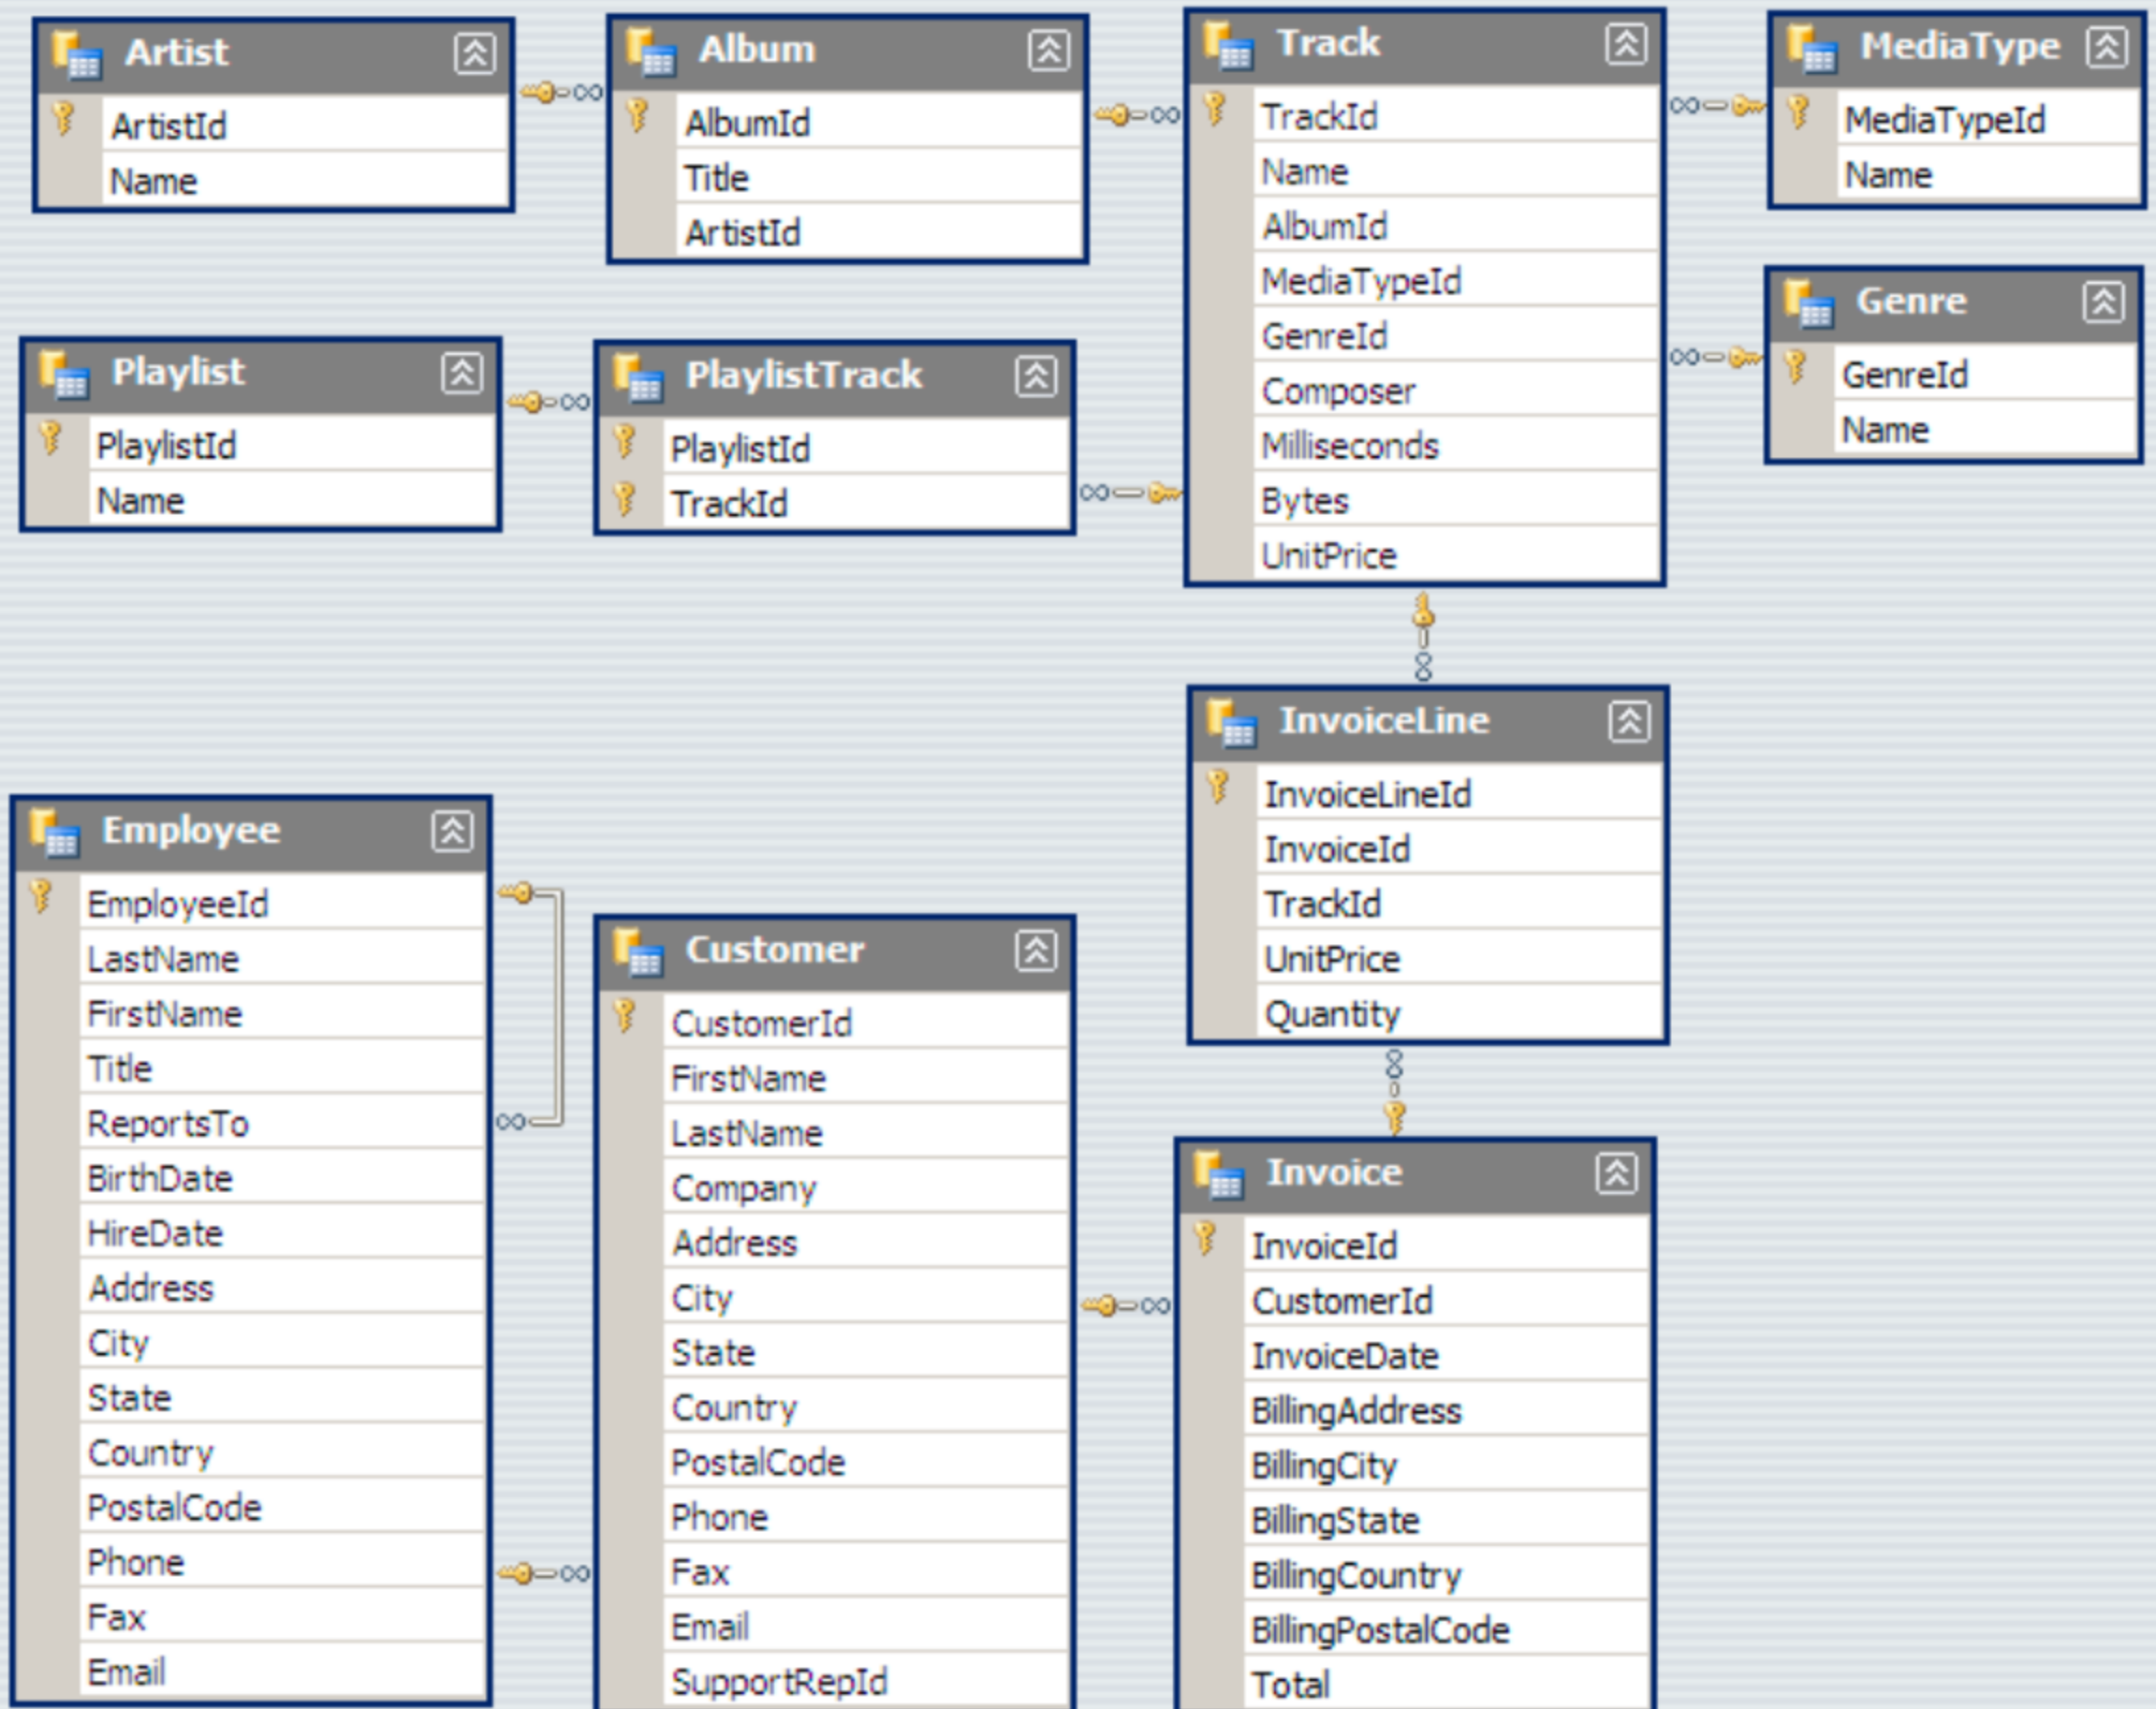 Artist
ArtistId
Name
Album
AlbumId
Title
ArtistId
Track
TrackId
Name
AlbumId
MediaTypeId
GenreId
Composer
Milliseconds
Bytes
UnitPrice
MediaType
MediaTypeId
Name
Genre
GenreId
Name
Playlist
PlaylistId
Name
PlaylistTrack
PlaylistId
TrackId
InvoiceLine
InvoiceLineId
InvoiceId
TrackId
UnitPrice
Quantity
Employee
EmployeeId
LastName
FirstName
Title
ReportsTo
BirthDate
HireDate
Address
City
State
Country
PostalCode
Phone
Fax
Email
Customer
CustomerId
FirstName
LastName
Company
Address
City
State
Country
PostalCode
Phone
Fax
Email
SupportRepId
Invoice
InvoiceId
CustomerId
InvoiceDate
BillingAddress
BillingCity
BillingState
BillingCountry
BillingPostalCode
Total